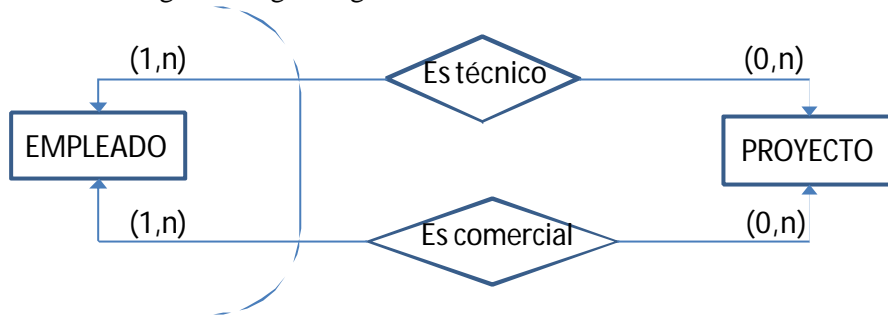 (1,n) Es técnico (0,n)
EMPLEADO PROYECTO
(1,n) Es comercial (0,n)